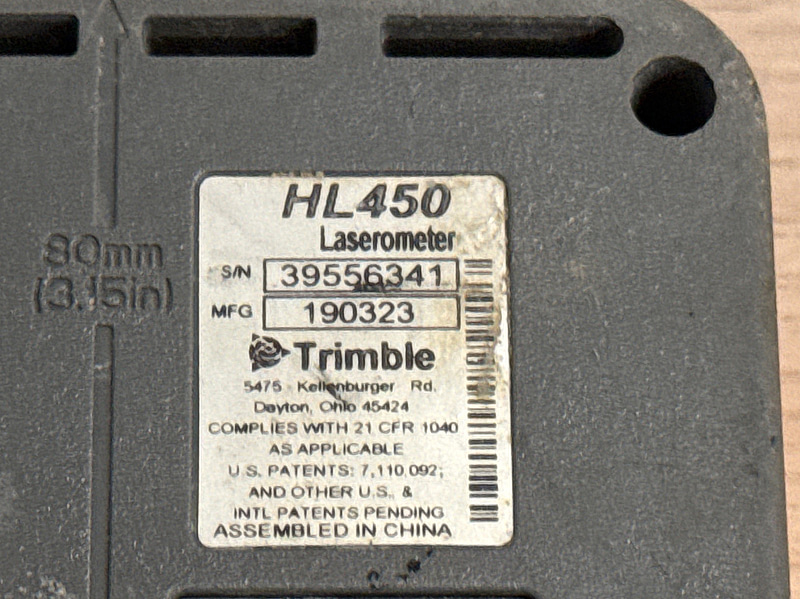 80mm
(3.15in)
HL450
Laserometer
S/N 39556341
MFG 190323
Trimble
5475 Kellenburger Rd.
Dayton, Ohio 45424
COMPLIES WITH 21 CFR 1040
AS APPLICABLE
U.S. PATENTS: 7,110,092;
AND OTHER U.S. &
INTL PATENTS PENDING
ASSEMBLED IN CHINA